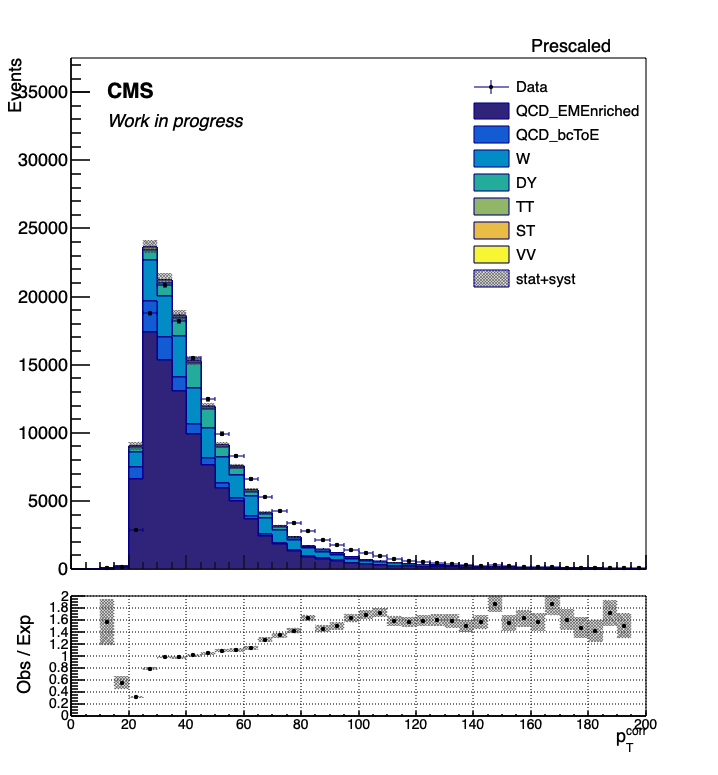 Prescaled
Events
35000
30000
25000
20000
15000
10000
5000
0
CMS
Work in progress
Data
QCD_EMEnriched
QCD_bcToE
W
DY
TT
ST
VV
stat+syst
Obs / Exp
2
1.8
1.6
1.4
1.2
1
0.8
0.6
0.4
0.2
0
0 20 40 60 80 100 120 140 160 180 200
p_T^corr